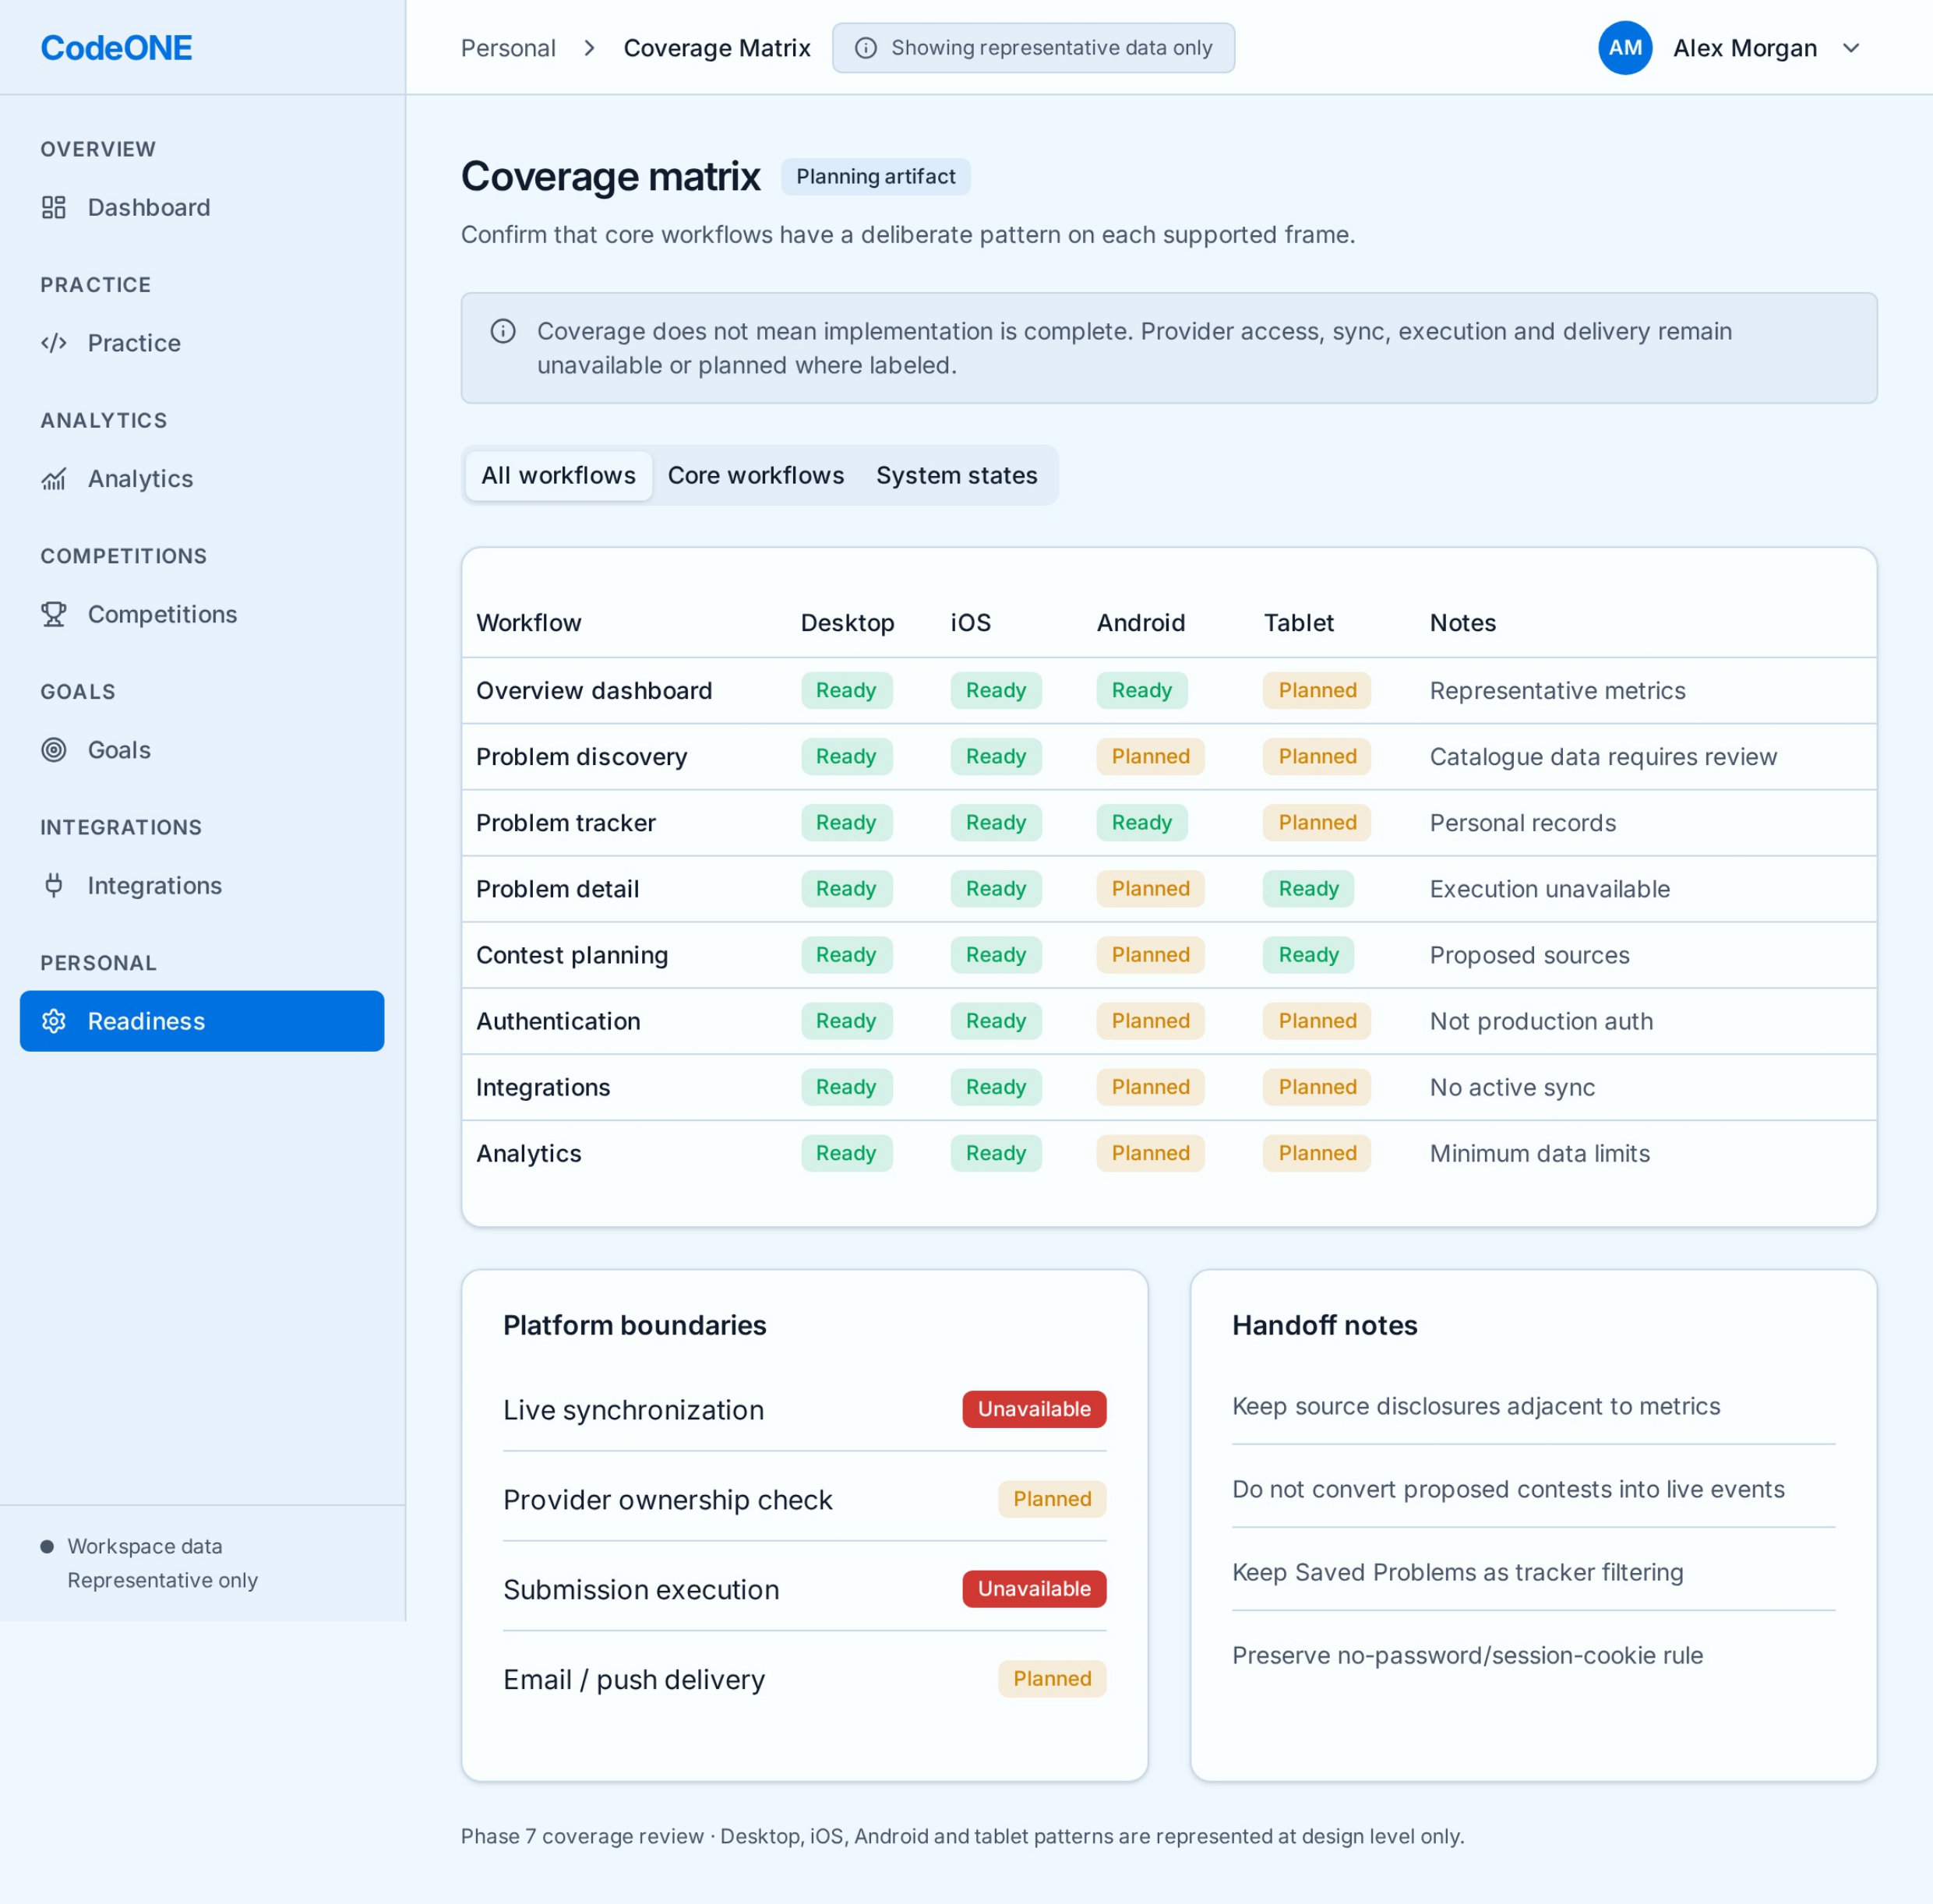 CodeONE
Personal > Coverage Matrix
Showing representative data only
AM
Alex Morgan
OVERVIEW
Dashboard
PRACTICE
Practice
ANALYTICS
Analytics
COMPETITIONS
Competitions
GOALS
Goals
INTEGRATIONS
Integrations
PERSONAL
Readiness
Workspace data
Representative only
Coverage matrix
Planning artifact
Confirm that core workflows have a deliberate pattern on each supported frame.
Coverage does not mean implementation is complete. Provider access, sync, execution and delivery remain
unavailable or planned where labeled.
All workflows Core workflows System states
Workflow Desktop iOS Android Tablet Notes
Overview dashboard Ready Ready Ready Planned Representative metrics
Problem discovery Ready Ready Planned Planned Catalogue data requires review
Problem tracker Ready Ready Ready Planned Personal records
Problem detail Ready Ready Planned Ready Execution unavailable
Contest planning Ready Ready Planned Ready Proposed sources
Authentication Ready Ready Planned Planned Not production auth
Integrations Ready Ready Planned Planned No active sync
Analytics Ready Ready Planned Planned Minimum data limits
Platform boundaries
Live synchronization Unavailable
Provider ownership check Planned
Submission execution Unavailable
Email / push delivery Planned
Handoff notes
Keep source disclosures adjacent to metrics
Do not convert proposed contests into live events
Keep Saved Problems as tracker filtering
Preserve no-password/session-cookie rule
Phase 7 coverage review · Desktop, iOS, Android and tablet patterns are represented at design level only.